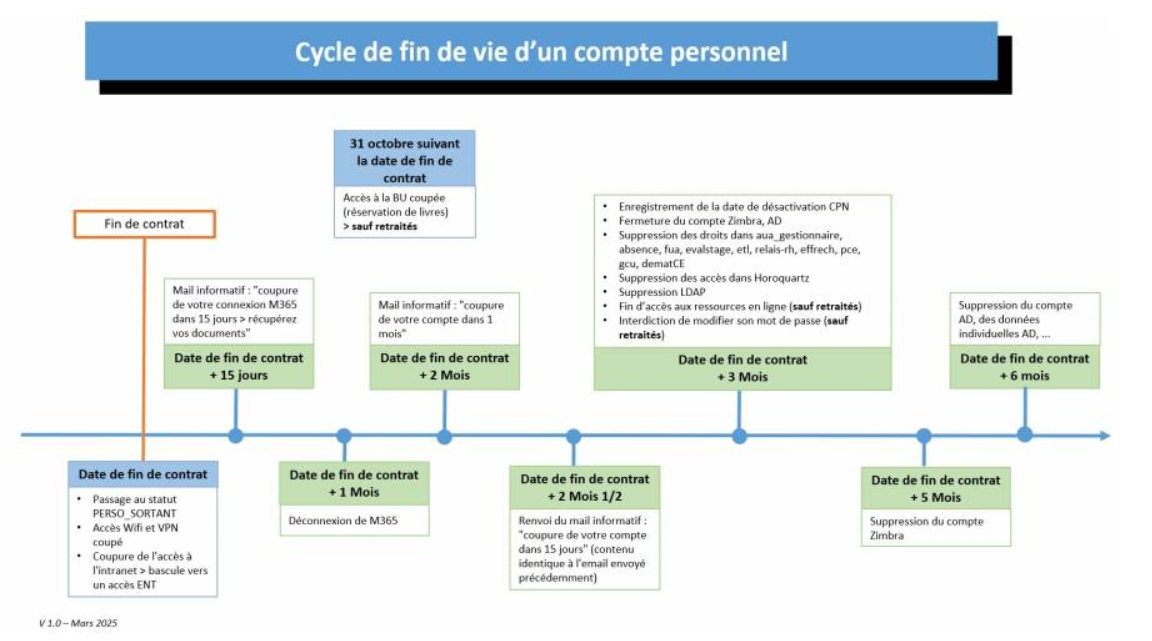 Cycle de fin de vie d'un compte personnel
31 octobre suivant
la date de fin de
contrat
Accès à la BU coupée
(réservation de livres)
> sauf retraités
Fin de contrat
Mail informatif : "coupure
de votre connexion M365
dans 15 jours > récupérez
vos documents"
Date de fin de contrat
+ 15 jours
Mail informatif : "coupure
de votre compte dans 1
mois"
Date de fin de contrat
+ 2 Mois
• Enregistrement de la date de désactivation CPN
• Fermeture du compte Zimbra, AD
• Suppression des droits dans aua_gestionnaire,
absence, fua, evalstage, etl, relais-rh, effrech, pce,
gcu, dematCE
• Suppression des accès dans Horoquartz
• Suppression LDAP
• Fin d'accès aux ressources en ligne (sauf retraités)
• Interdiction de modifier son mot de passe (sauf
retraités)
Date de fin de contrat
+ 3 Mois
Suppression du compte
AD, des données
individuelles AD, ...
Date de fin de contrat
+ 6 mois
Date de fin de contrat
• Passage au statut
PERSO_SORTANT
• Accès Wifi et VPN
coupé
• Coupure de l'accès à
l'intranet > bascule vers
un accès ENT
Date de fin de contrat
+ 1 Mois
Déconnexion de M365
Date de fin de contrat
+ 2 Mois 1/2
Renvoi du mail informatif :
"coupure de votre compte
dans 15 jours" (contenu
identique à l'email envoyé
précédemment)
Date de fin de contrat
+ 5 Mois
Suppression du compte
Zimbra
V 1.0 – Mars 2025